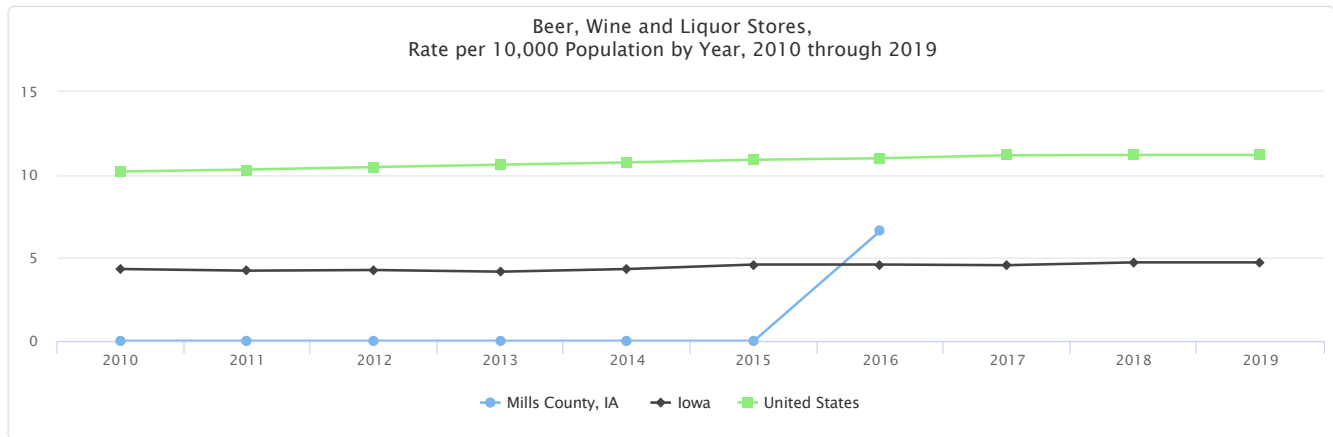 Beer, Wine and Liquor Stores,
Rate per 10,000 Population by Year, 2010 through 2019
15
10
5
0
2010 2011 2012 2013 2014 2015 2016 2017 2018 2019
Mills County, IA Iowa United States